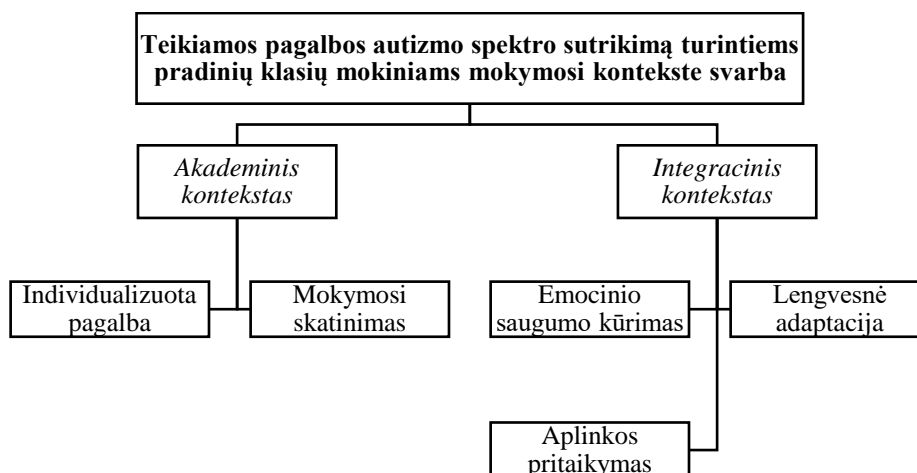 Teikiamos pagalbos autizmo spektro sutrikimą turintiems
pradinių klasių mokiniams mokymosi kontekste svarba
Akademinis
kontekstas
Integracinis
kontekstas
Individualizuota
pagalba
Mokymosi
skatinimas
Emocinio
saugumo kūrimas
Lengvesnė
adaptacija
Aplinkos
pritaikymas